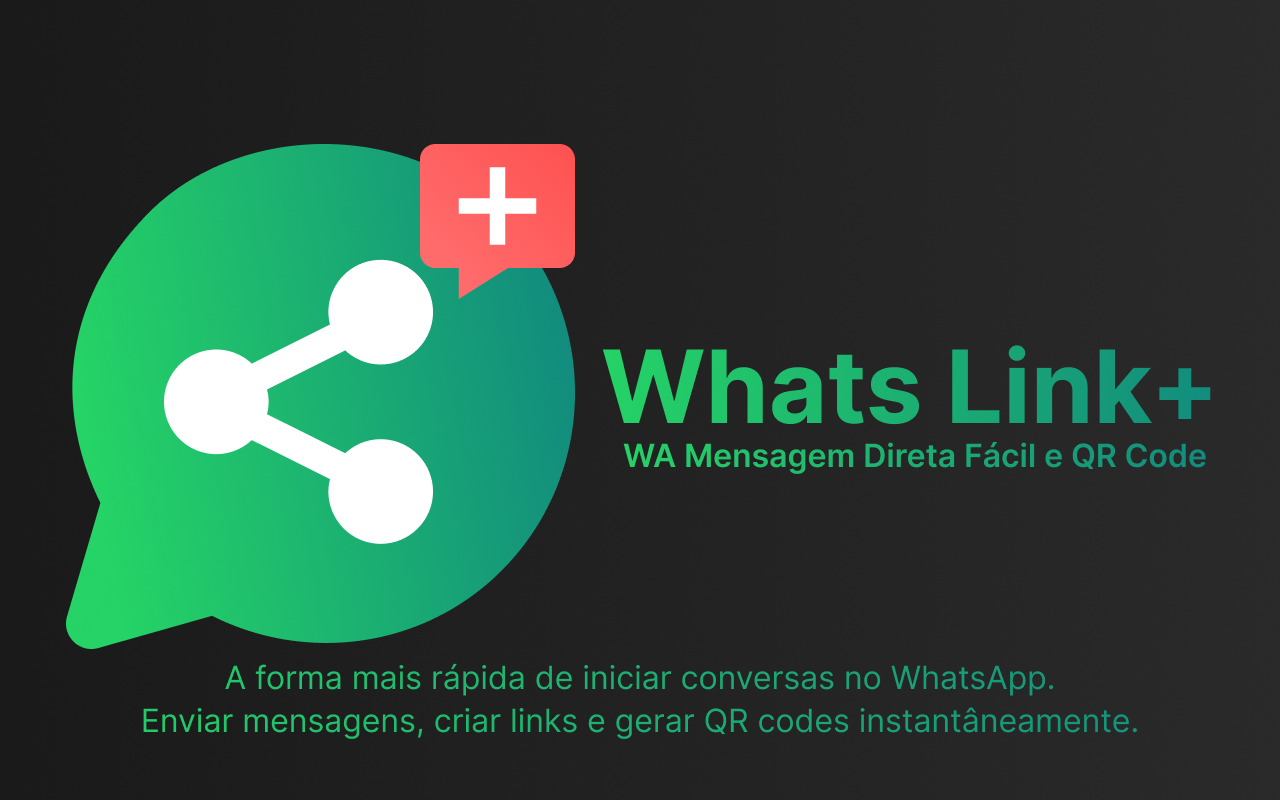 Whats Link+
WA Mensagem Direta Fácil e QR Code
A forma mais rápida de iniciar conversas no WhatsApp.
Enviar mensagens, criar links e gerar QR codes instantâneamente.